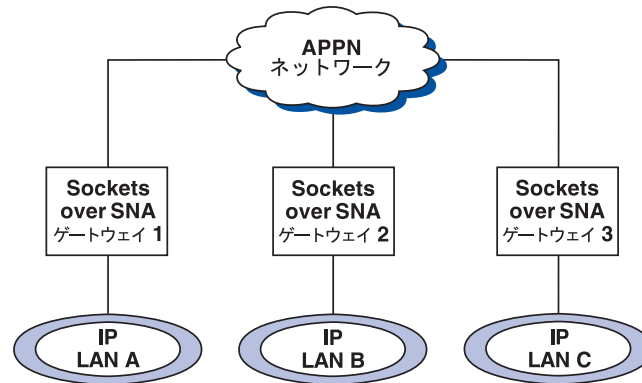 APPN
ネットワーク
Sockets
over SNA
ゲートウェイ 1
Sockets
over SNA
ゲートウェイ 2
Sockets
over SNA
ゲートウェイ 3
IP
LAN A
IP
LAN B
IP
LAN C